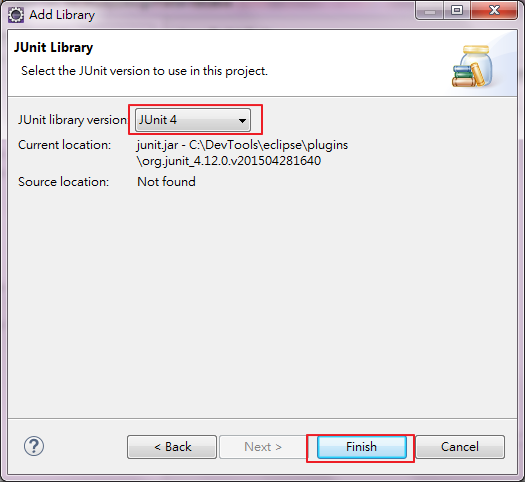 Add Library
JUnit Library
Select the JUnit version to use in this project.
JUnit library version JUnit 4
Current location: junit.jar - C:\DevTools\eclipse\plugins
\org.junit_4.12.0.v201504281640
Source location: Not found
? < Back Next > Finish Cancel